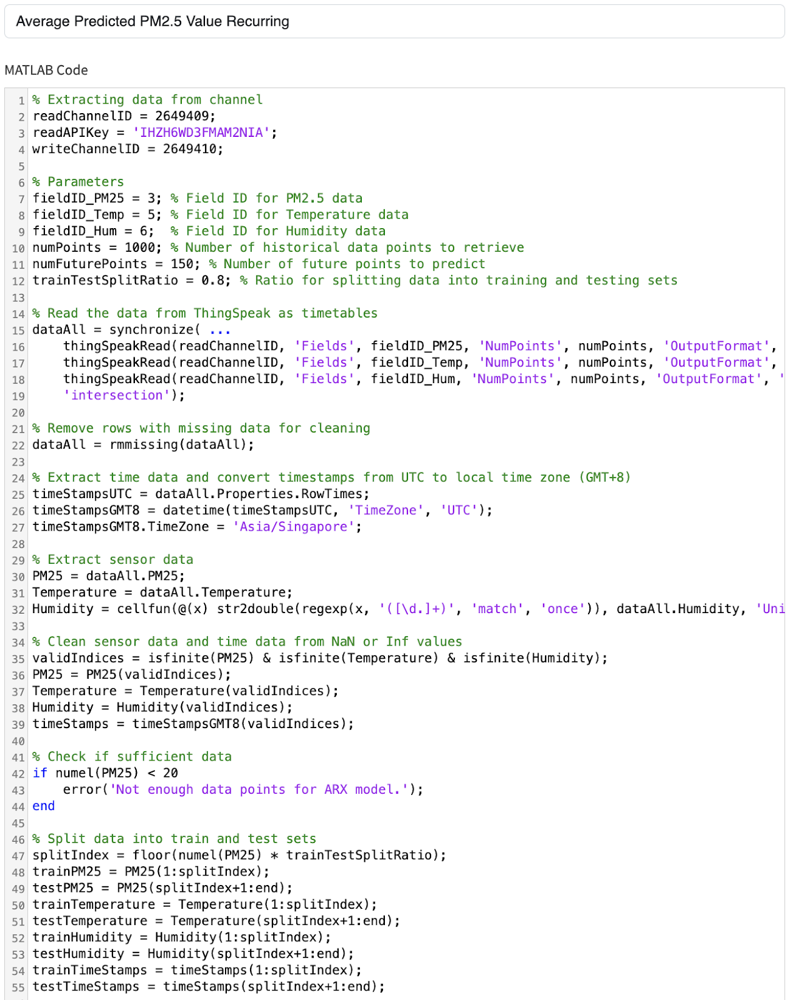 Average Predicted PM2.5 Value Recurring
MATLAB Code
1 % Extracting data from channel
2 readChannelID = 2649409;
3 readAPIKey = 'IHZH6WD3FMAM2NIA';
4 writeChannelID = 2649410;
5
6 % Parameters
7 fieldID_PM25 = 3; % Field ID for PM2.5 data
8 fieldID_Temp = 5; % Field ID for Temperature data
9 fieldID_Hum = 6;  % Field ID for Humidity data
10 numPoints = 1000; % Number of historical data points to retrieve
11 numFuturePoints = 150; % Number of future points to predict
12 trainTestSplitRatio = 0.8; % Ratio for splitting data into training and testing sets
13
14 % Read the data from ThingSpeak as timetables
15 dataAll = synchronize( ...
16     thingSpeakRead(readChannelID, 'Fields', fieldID_PM25, 'NumPoints', numPoints, 'OutputFormat',
17     thingSpeakRead(readChannelID, 'Fields', fieldID_Temp, 'NumPoints', numPoints, 'OutputFormat',
18     thingSpeakRead(readChannelID, 'Fields', fieldID_Hum, 'NumPoints', numPoints, 'OutputFormat', '
19     'intersection');
20
21 % Remove rows with missing data for cleaning
22 dataAll = rmmissing(dataAll);
23
24 % Extract time data and convert timestamps from UTC to local time zone (GMT+8)
25 timeStampsUTC = dataAll.Properties.RowTimes;
26 timeStampsGMT8 = datetime(timeStampsUTC, 'TimeZone', 'UTC');
27 timeStampsGMT8.TimeZone = 'Asia/Singapore';
28
29 % Extract sensor data
30 PM25 = dataAll.PM25;
31 Temperature = dataAll.Temperature;
32 Humidity = cellfun(@(x) str2double(regexp(x, '([\d.]+)', 'match', 'once')), dataAll.Humidity, 'Uni
33
34 % Clean sensor data and time data from NaN or Inf values
35 validIndices = isfinite(PM25) & isfinite(Temperature) & isfinite(Humidity);
36 PM25 = PM25(validIndices);
37 Temperature = Temperature(validIndices);
38 Humidity = Humidity(validIndices);
39 timeStamps = timeStampsGMT8(validIndices);
40
41 % Check if sufficient data
42 if numel(PM25) < 20
43     error('Not enough data points for ARX model.');
44 end
45
46 % Split data into train and test sets
47 splitIndex = floor(numel(PM25) * trainTestSplitRatio);
48 trainPM25 = PM25(1:splitIndex);
49 testPM25 = PM25(splitIndex+1:end);
50 trainTemperature = Temperature(1:splitIndex);
51 testTemperature = Temperature(splitIndex+1:end);
52 trainHumidity = Humidity(1:splitIndex);
53 testHumidity = Humidity(splitIndex+1:end);
54 trainTimeStamps = timeStamps(1:splitIndex);
55 testTimeStamps = timeStamps(splitIndex+1:end);